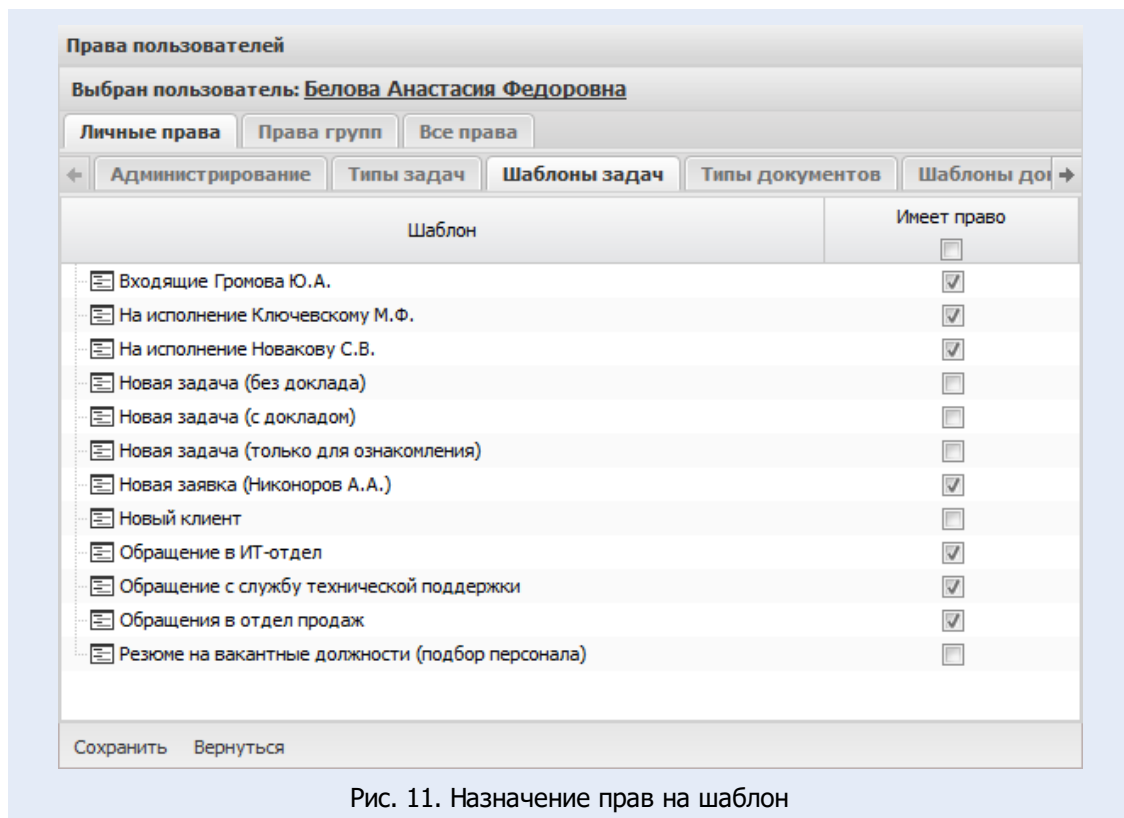 Права пользователей
Выбран пользователь: Белова Анастасия Федоровна
Личные права Права групп Все права
Администрирование Типы задач Шаблоны задач Типы документов Шаблоны
Шаблон Имеет право
Входящие Громова Ю.А.
На исполнение Ключевскому М.Ф.
На исполнение Новакову С.В.
Новая задача (без доклада)
Новая задача (с докладом)
Новая задача (только для ознакомления)
Новая заявка (Никоноров А.А.)
Новый клиент
Обращение в ИТ-отдел
Обращение с службу технической поддержки
Обращения в отдел продаж
Резюме на вакантные должности (подбор персонала)
Сохранить Вернуться
Рис. 11. Назначение прав на шаблон